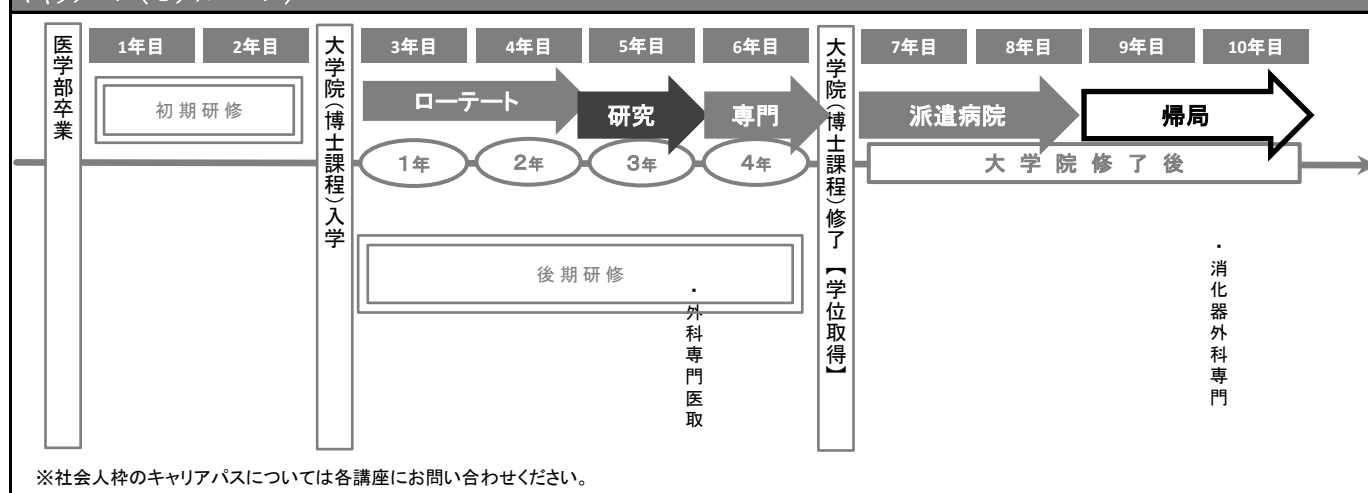 医学部卒業
1年目
2年目
初期研修
大学院(博士課程)入学
3年目
4年目
5年目
6年目
ローテート
研究
専門
1年
2年
3年
4年
後期研修
・外科専門医取
大学院(博士課程)修了【学位取得】
7年目
8年目
9年目
10年目
派遣病院
帰局
大学院修了後
・消化器外科専門
※社会人枠のキャリアパスについては各講座にお問い合わせください。